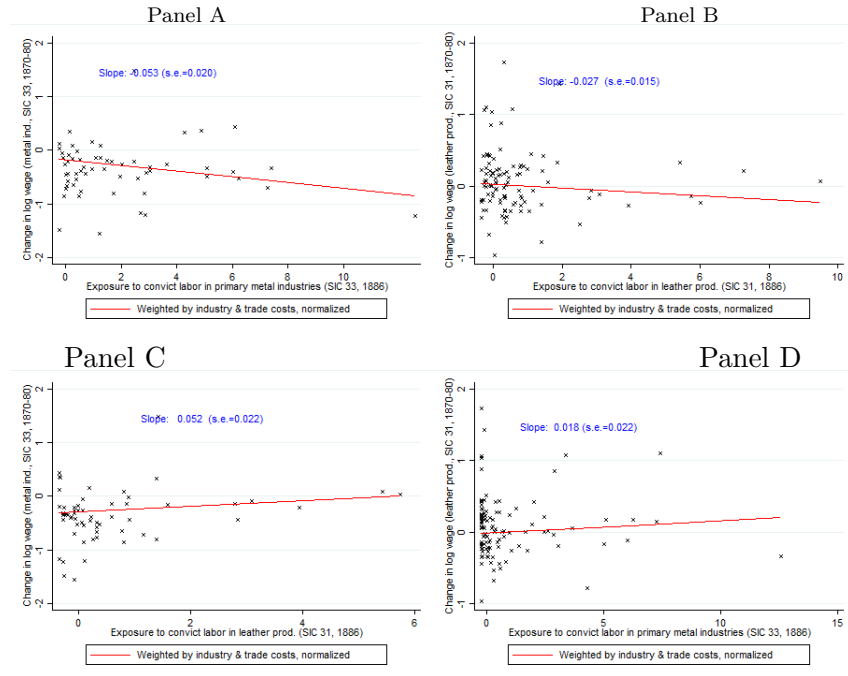 Panel A
Change in log wage (metal ind., SIC 33, 1870-80)
2
1
0
-1
-2
Slope: -0.053 (s.e.=0.020)
0 2 4 6 8 10
Exposure to convict labor in primary metal industries (SIC 33, 1886)
Weighted by industry & trade costs, normalized
Panel B
Change in log wage (leather prod., SIC 31, 1870-80)
2
1
0
-1
Slope: -0.027 (s.e.=0.015)
0 2 4 6 8 10
Exposure to convict labor in leather prod. (SIC 31, 1886)
Weighted by industry & trade costs, normalized
Panel C
Change in log wage (metal ind., SIC 33, 1870-80)
2
1
0
-1
-2
Slope: 0.052 (s.e.=0.022)
0 2 4 6
Exposure to convict labor in leather prod. (SIC 31, 1886)
Weighted by industry & trade costs, normalized
Panel D
Change in log wage (leather prod., SIC 31, 1870-80)
2
1
0
-1
Slope: 0.018 (s.e.=0.022)
0 5 10 15
Exposure to convict labor in primary metal industries (SIC 33, 1886)
Weighted by industry & trade costs, normalized